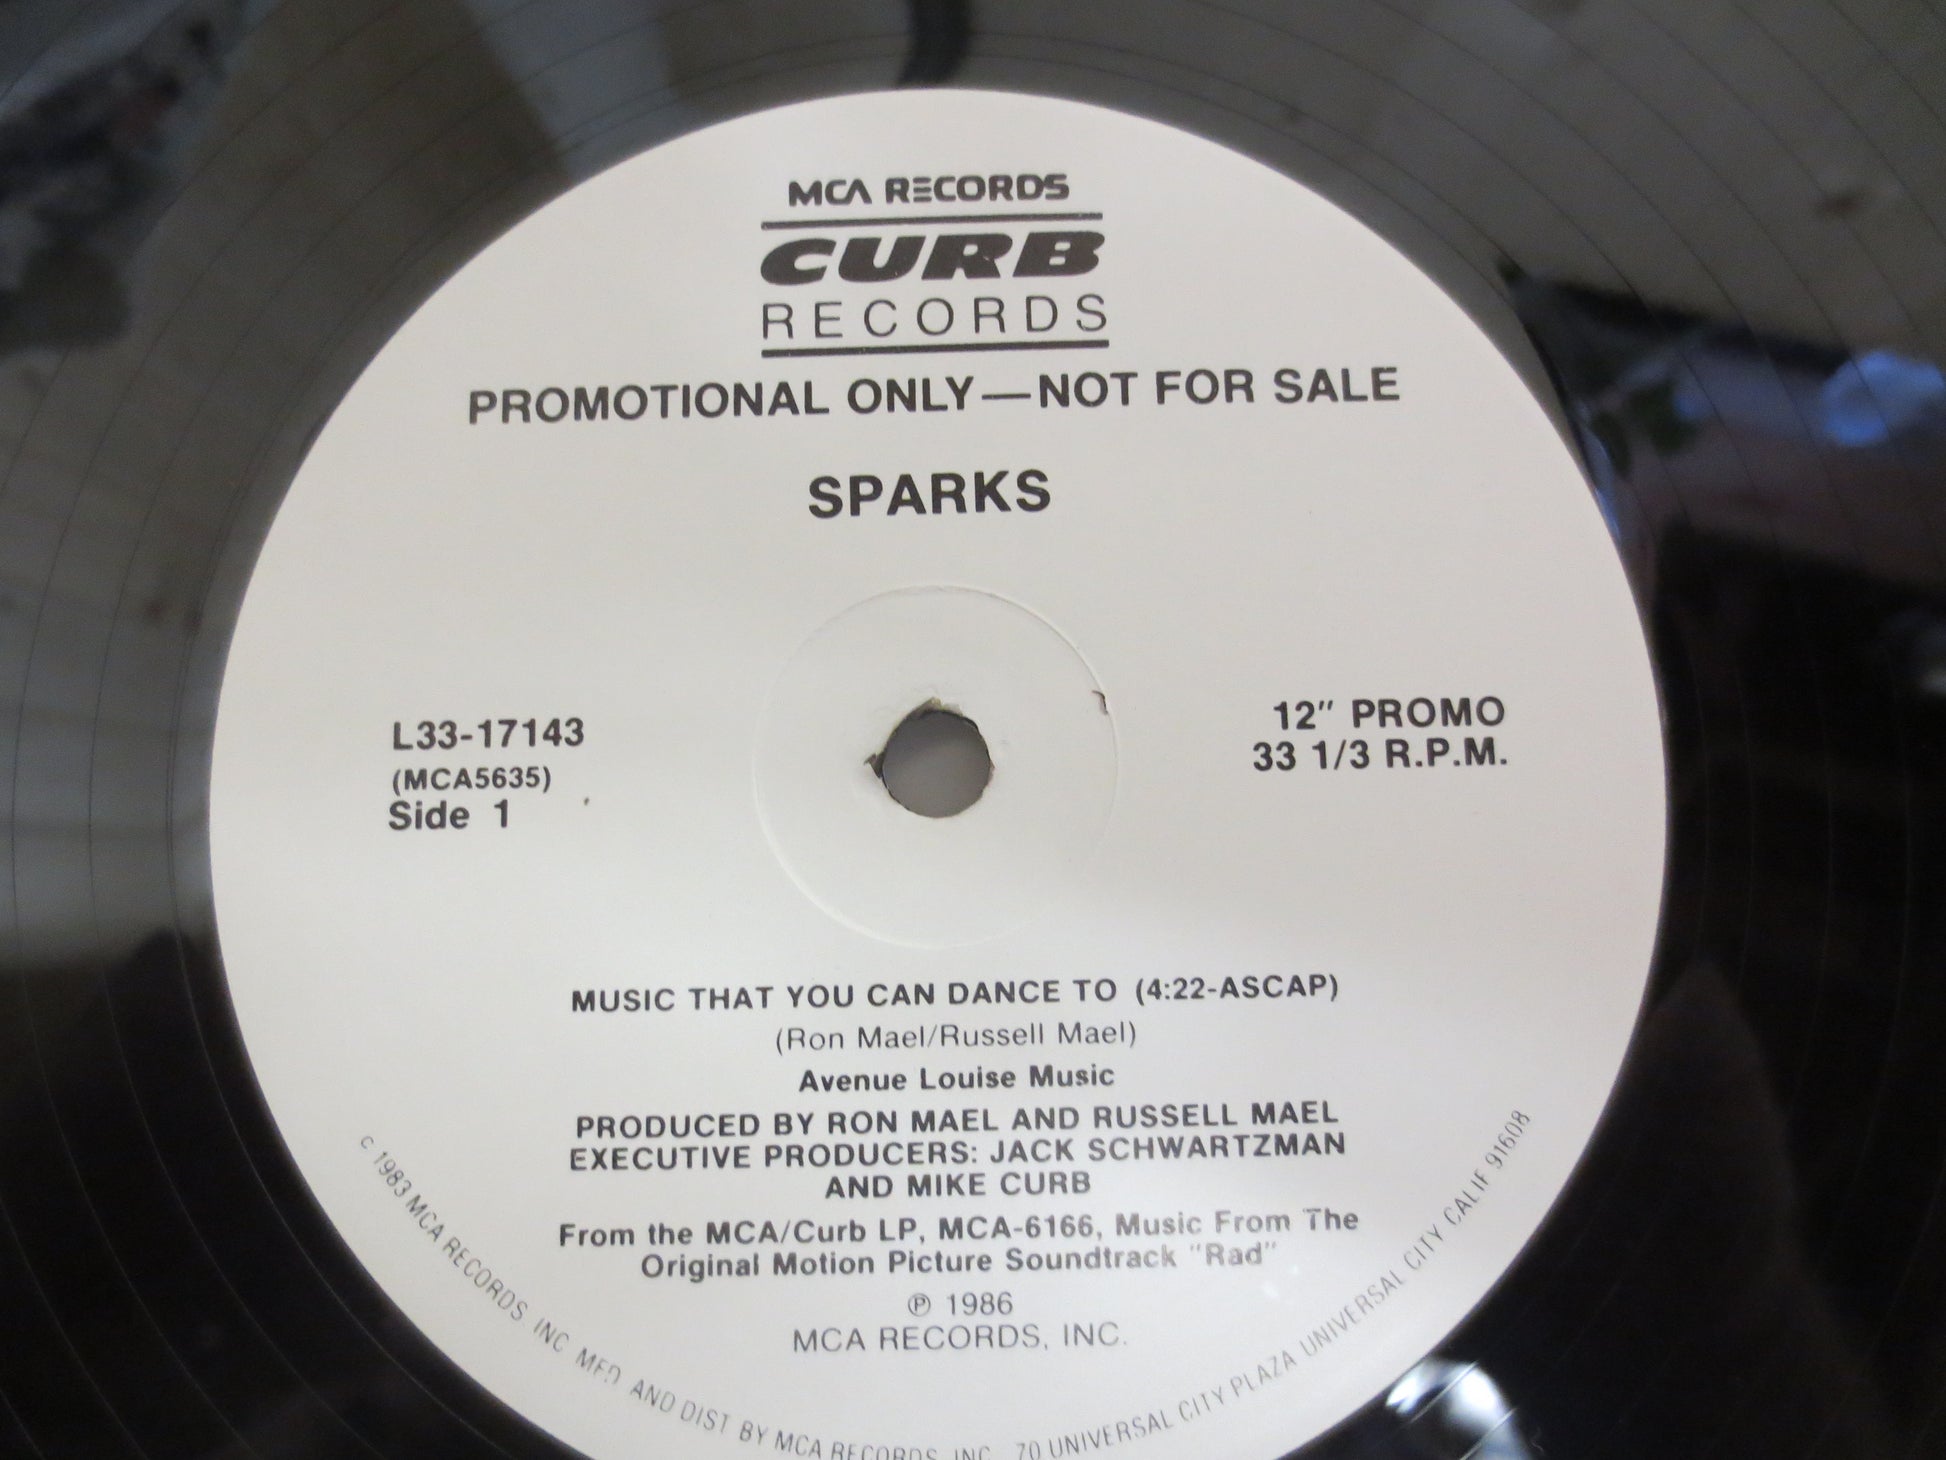 MCA RECORDS
CURB
RECORDS
PROMOTIONAL ONLY—NOT FOR SALE
SPARKS
L33-17143
(MCA5635)
Side 1
12" PROMO
33 1/3 R.P.M.
MUSIC THAT YOU CAN DANCE TO (4:22-ASCAP)
(Ron Mael/Russell Mael)
Avenue Louise Music
PRODUCED BY RON MAEL AND RUSSELL MAEL
EXECUTIVE PRODUCERS: JACK SCHWARTZMAN
AND MIKE CURB
From the MCA/Curb LP, MCA-6166, Music From The
Original Motion Picture Soundtrack "Rad"
℗ 1986
MCA RECORDS, INC.
c 1983 MCA RECORDS, INC MFD AND DIST BY MCA RECORDS, INC. 70 UNIVERSAL CITY PLAZA UNIVERSAL CITY CALIF 91608